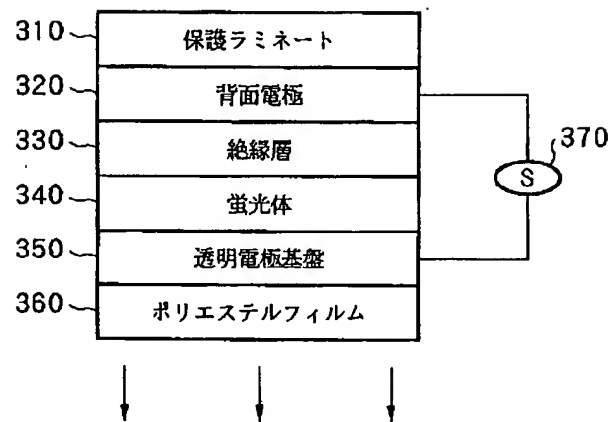 310 保護ラミネート
320 背面電極
330 絶縁層
370
S
340 蛍光体
350 透明電極基盤
360 ポリエステルフィルム